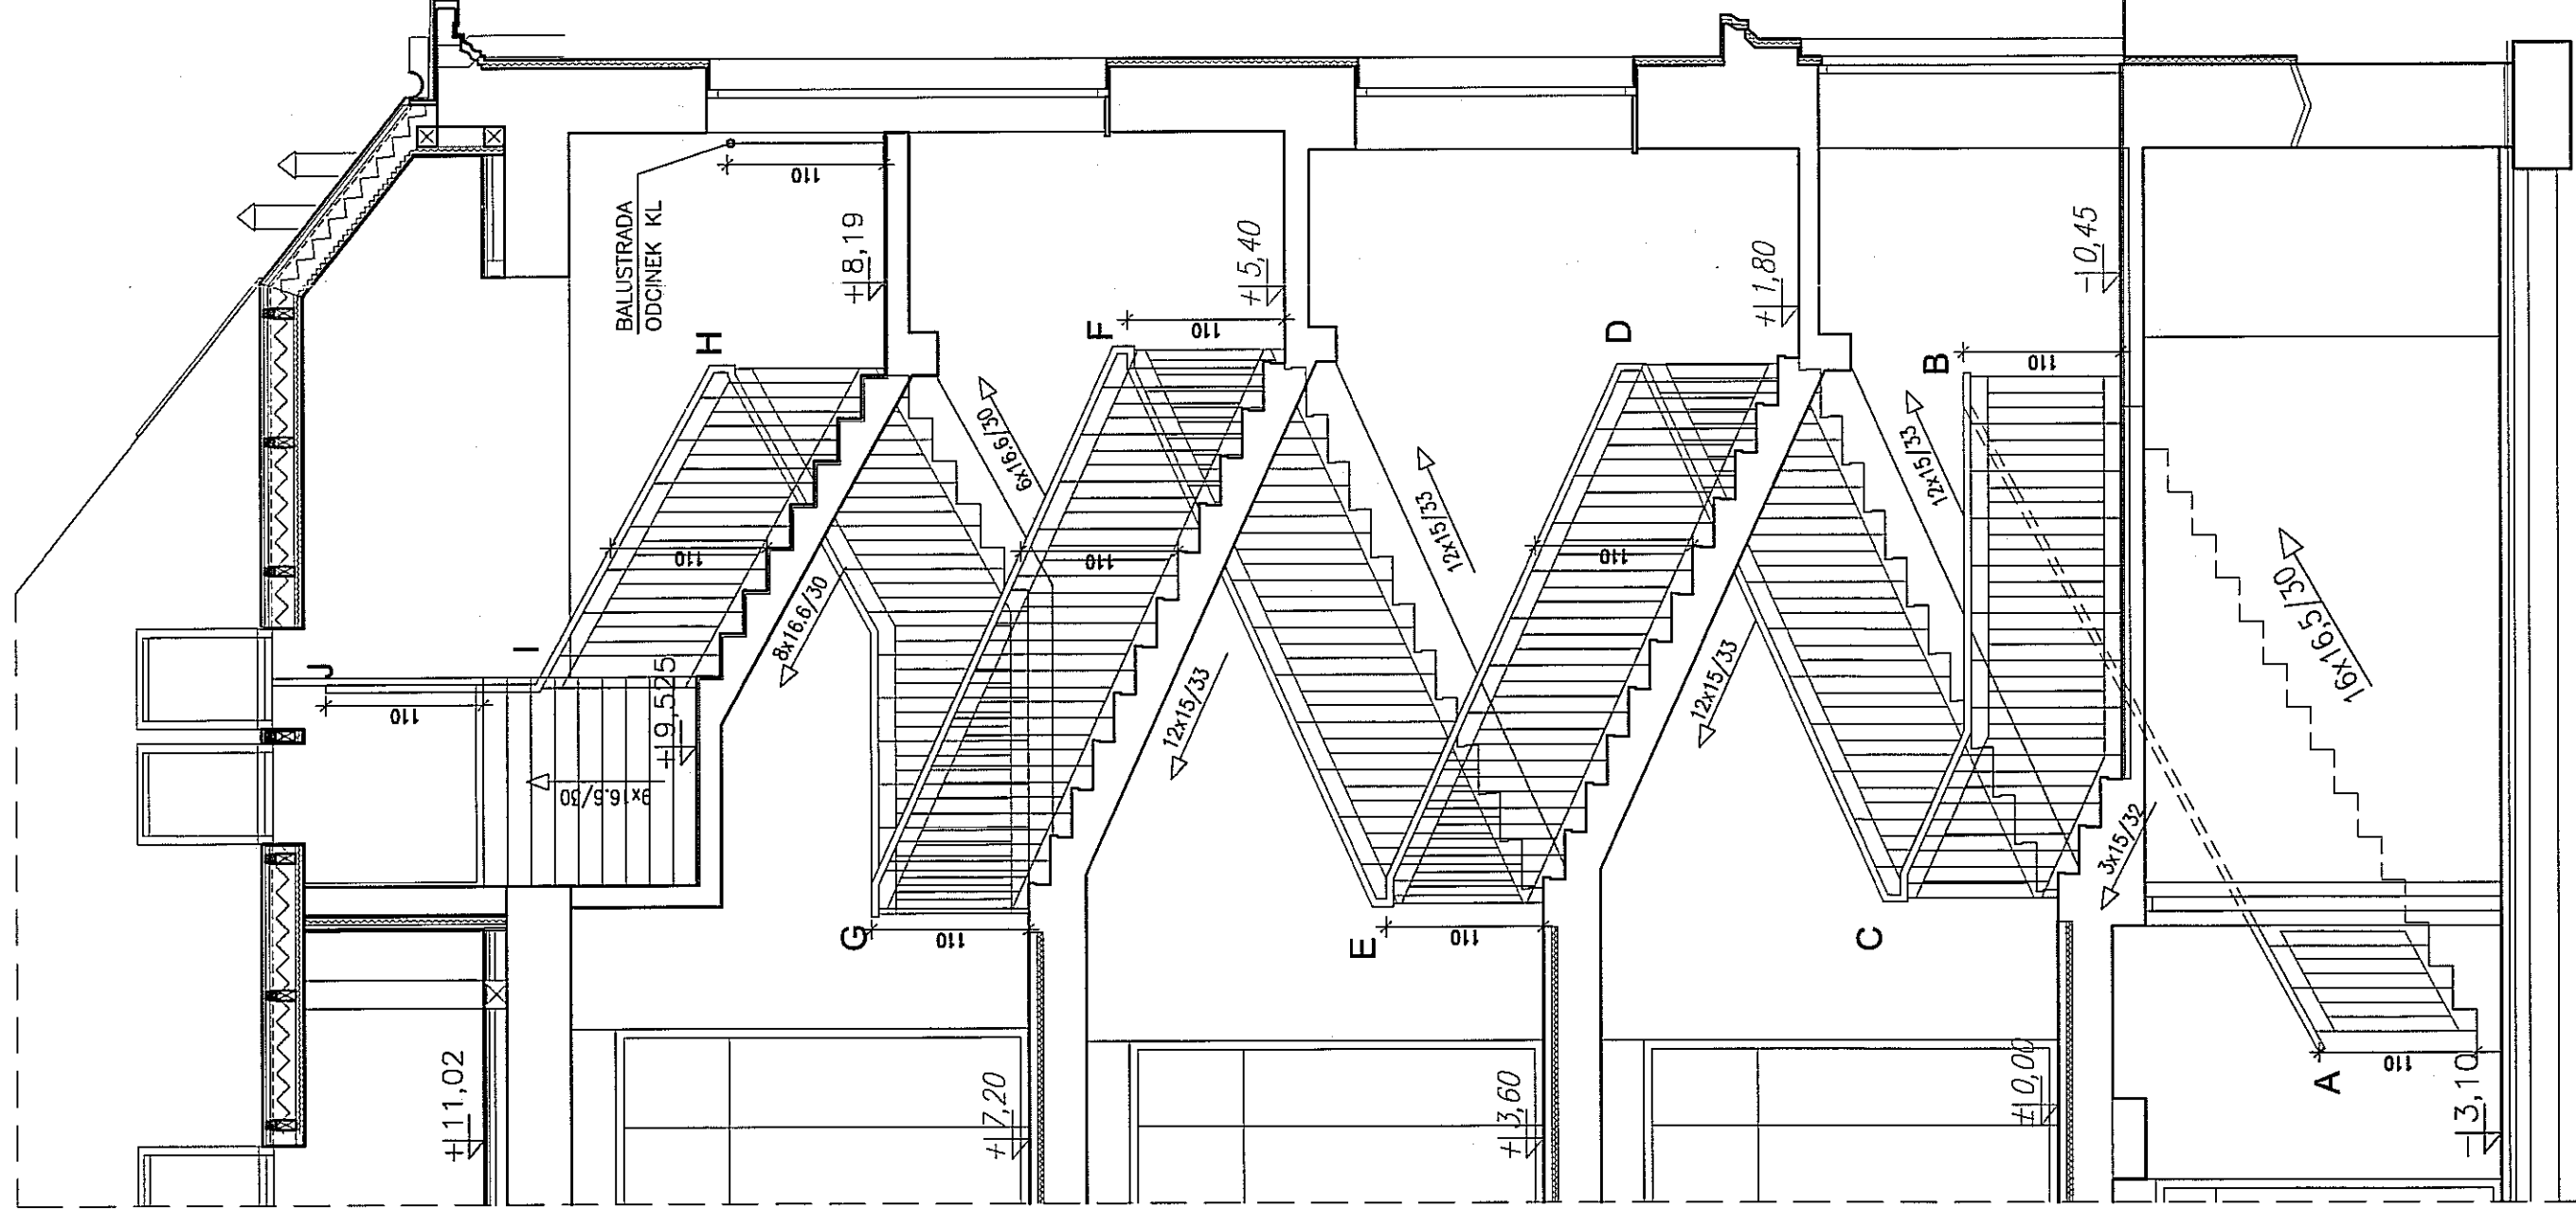 BALUSTRADA
ODCINEK KL
110
+8,19
+5,40
+1,80
-0,45
H
F
D
B
110
110
6x16.6/30
12x15/33
12x15/33
16x16,5/30
110
110
110
8x16.6/30
12x15/33
12x15/33
3x15/32
J
I
110
+9,525
9x16.6/30
G
E
C
A
110
110
110
+11,02
+7,20
+3,60
±0,00
-3,10